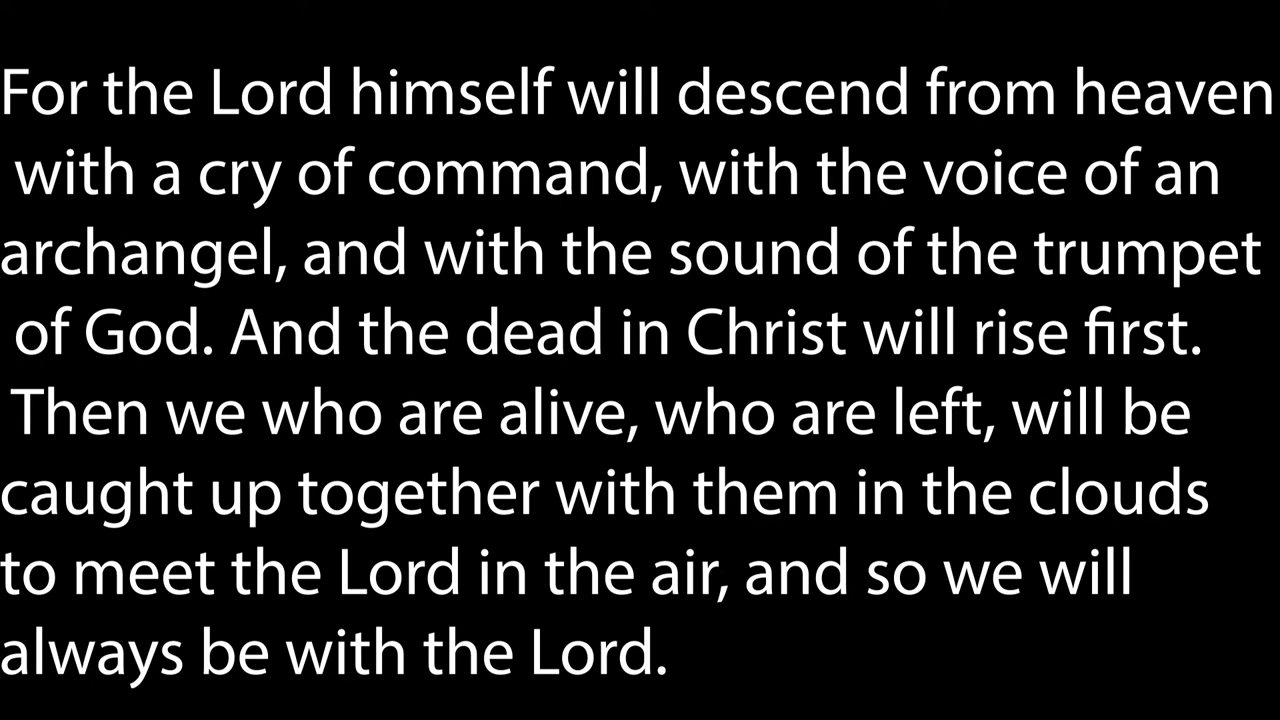 For the Lord himself will descend from heaven
with a cry of command, with the voice of an
archangel, and with the sound of the trumpet
of God. And the dead in Christ will rise first.
Then we who are alive, who are left, will be
caught up together with them in the clouds
to meet the Lord in the air, and so we will
always be with the Lord.